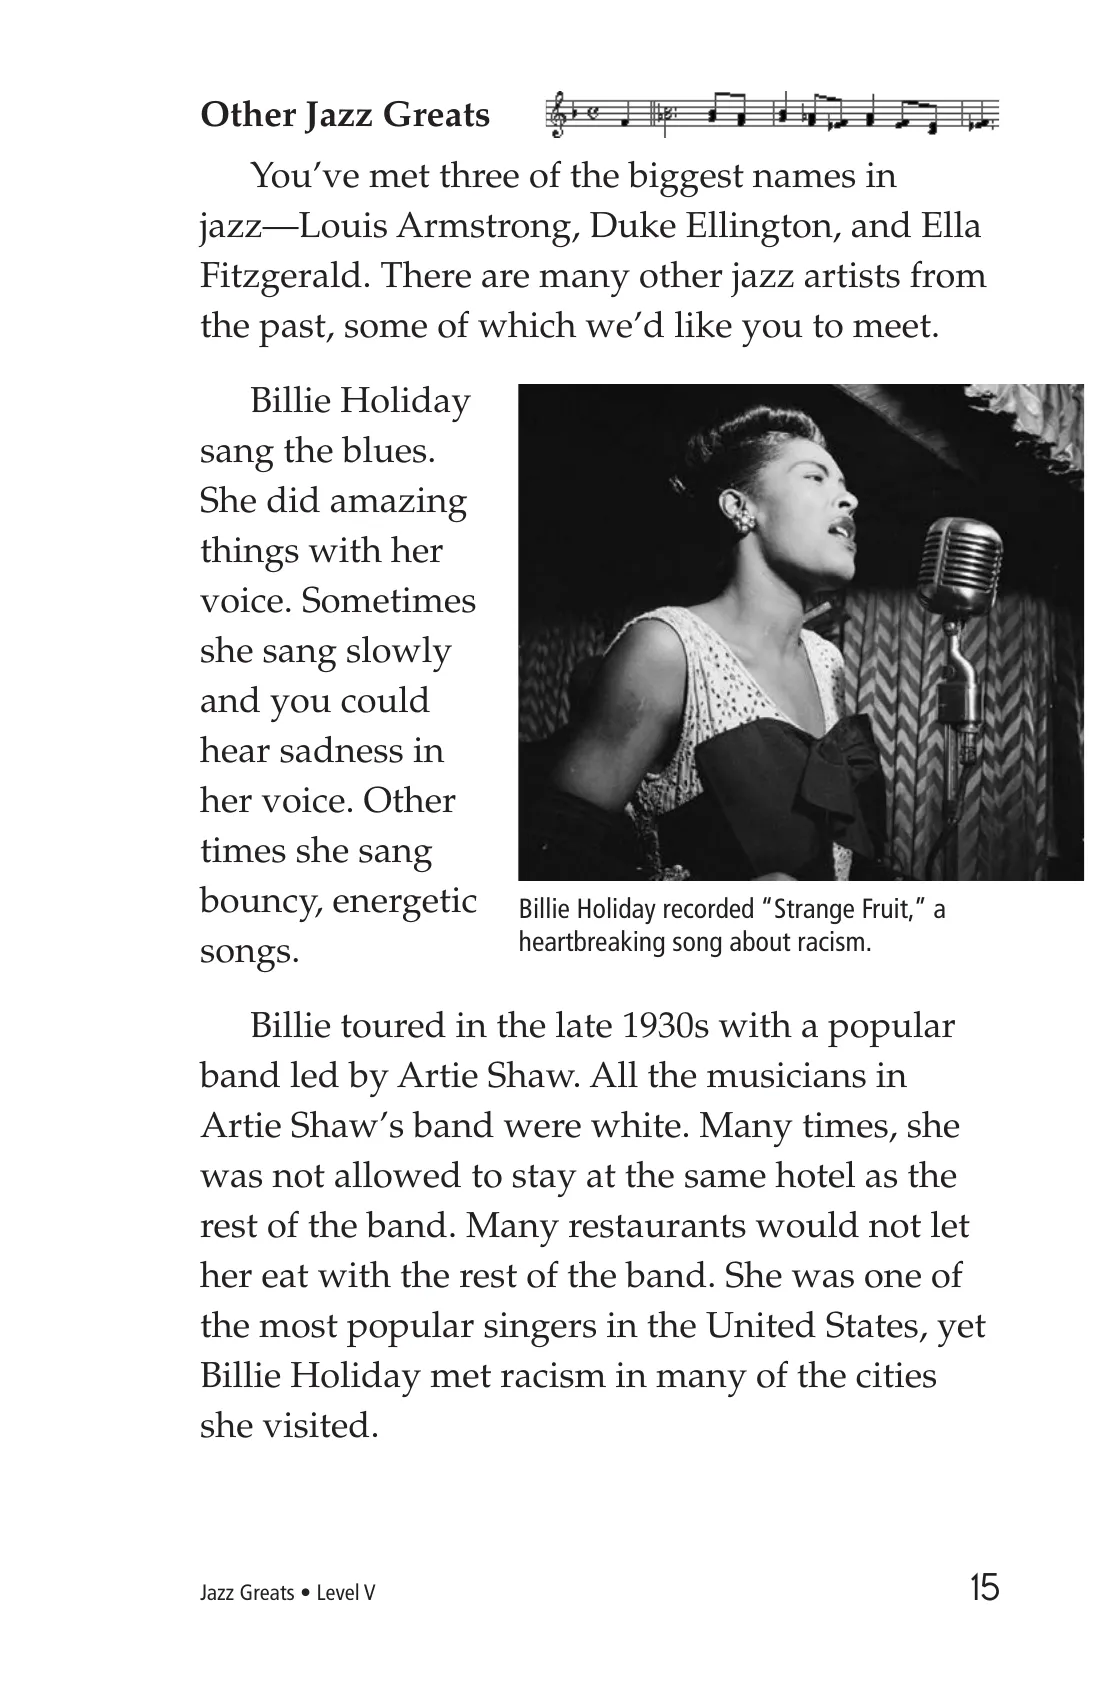 Other Jazz Greats
You’ve met three of the biggest names in
jazz—Louis Armstrong, Duke Ellington, and Ella
Fitzgerald. There are many other jazz artists from
the past, some of which we’d like you to meet.
Billie Holiday
sang the blues.
She did amazing
things with her
voice. Sometimes
she sang slowly
and you could
hear sadness in
her voice. Other
times she sang
bouncy, energetic
songs.
Billie Holiday recorded “Strange Fruit,” a
heartbreaking song about racism.
Billie toured in the late 1930s with a popular
band led by Artie Shaw. All the musicians in
Artie Shaw’s band were white. Many times, she
was not allowed to stay at the same hotel as the
rest of the band. Many restaurants would not let
her eat with the rest of the band. She was one of
the most popular singers in the United States, yet
Billie Holiday met racism in many of the cities
she visited.
Jazz Greats • Level V
15